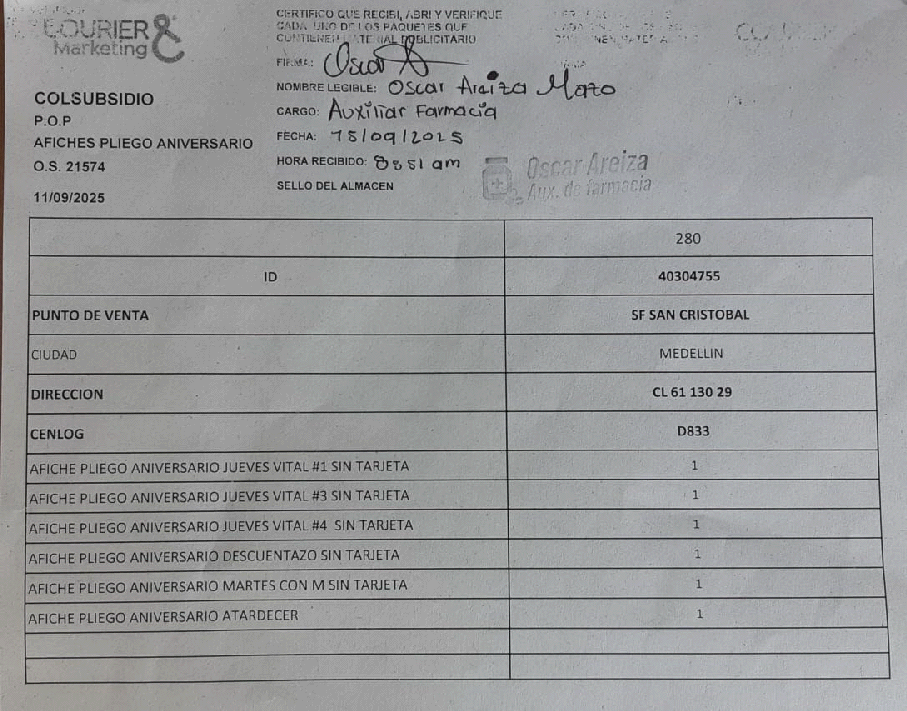 COURIER &
Marketing
CERTIFICO QUE RECIBI, ABRI Y VERIFIQUE
CADA UNO DE LOS PAQUETES QUE
CONTIENEN MATERIAL PUBLICITARIO
FIRMA: Oscar A
NOMBRE LEGIBLE: Oscar Areiza Mazo
CARGO: Auxiliar Farmacia
FECHA: 15/09/2025
HORA RECIBIDO: 8:51 am
SELLO DEL ALMACEN
Oscar Areiza
Aux. de farmacia
COLSUBSIDIO
P.O.P
AFICHES PLIEGO ANIVERSARIO
O.S. 21574
11/09/2025
280
ID 40304755
PUNTO DE VENTA SF SAN CRISTOBAL
CIUDAD MEDELLIN
DIRECCION CL 61 130 29
CENLOG D833
AFICHE PLIEGO ANIVERSARIO JUEVES VITAL #1 SIN TARJETA 1
AFICHE PLIEGO ANIVERSARIO JUEVES VITAL #3 SIN TARJETA 1
AFICHE PLIEGO ANIVERSARIO JUEVES VITAL #4 SIN TARJETA 1
AFICHE PLIEGO ANIVERSARIO DESCUENTAZO SIN TARJETA 1
AFICHE PLIEGO ANIVERSARIO MARTES CON M SIN TARJETA 1
AFICHE PLIEGO ANIVERSARIO ATARDECER 1